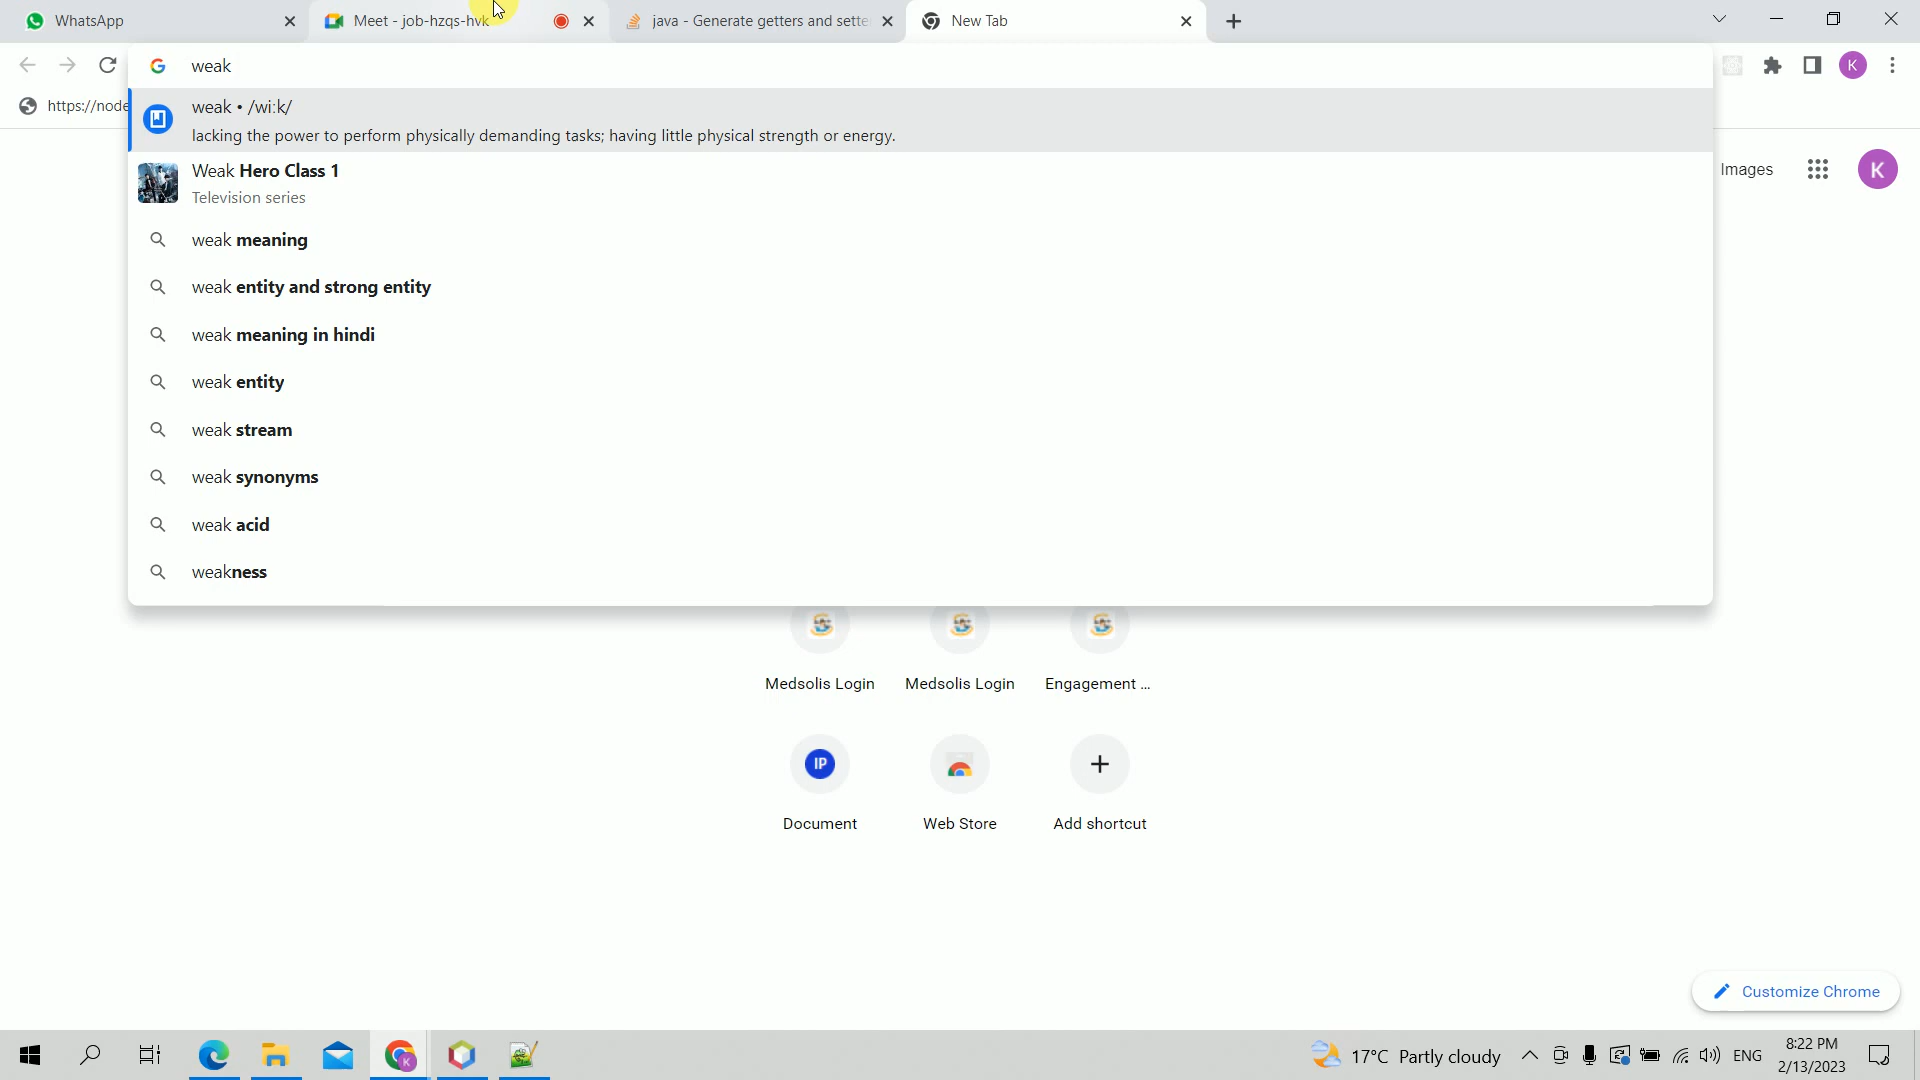 WhatsApp
Meet - job-hzqs-hvk
java - Generate getters and sette
New Tab
weak
https://node
weak • /wiːk/
lacking the power to perform physically demanding tasks; having little physical strength or energy.
Weak Hero Class 1
Television series
Images
K
K
weak meaning
weak entity and strong entity
weak meaning in hindi
weak entity
weak stream
weak synonyms
weak acid
weakness
Medsolis Login
Medsolis Login
Engagement ...
IP
Document
Web Store
Add shortcut
Customize Chrome
K
17°C Partly cloudy
ENG
8:22 PM
2/13/2023